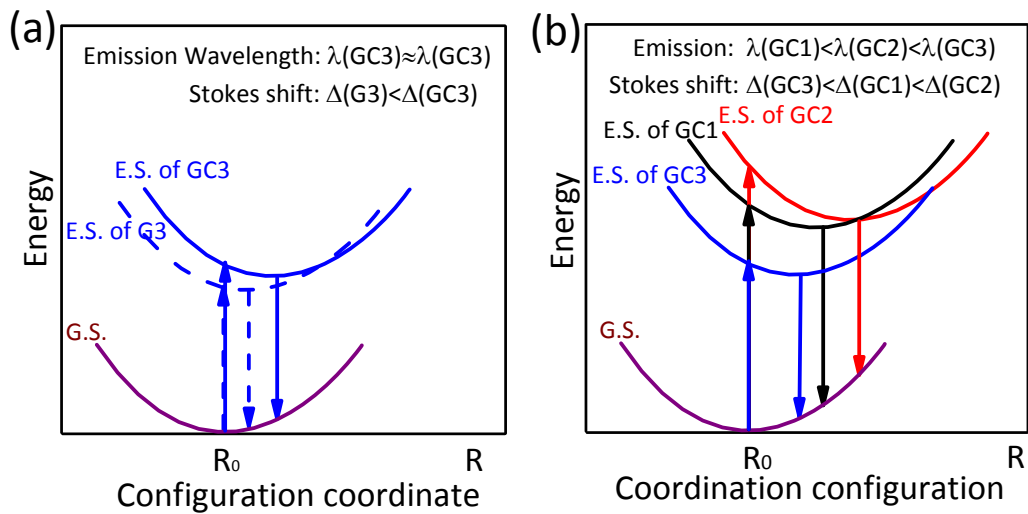 (a)
Emission Wavelength: λ(GC3)≈λ(GC3)
Stokes shift: Δ(G3)<Δ(GC3)
E.S. of GC3
E.S. of G3
G.S.
Energy
R₀
R
Configuration coordinate
(b)
Emission: λ(GC1)<λ(GC2)<λ(GC3)
Stokes shift: Δ(GC3)<Δ(GC1)<Δ(GC2)
E.S. of GC2
E.S. of GC1
E.S. of GC3
G.S.
Energy
R₀
R
Coordination configuration